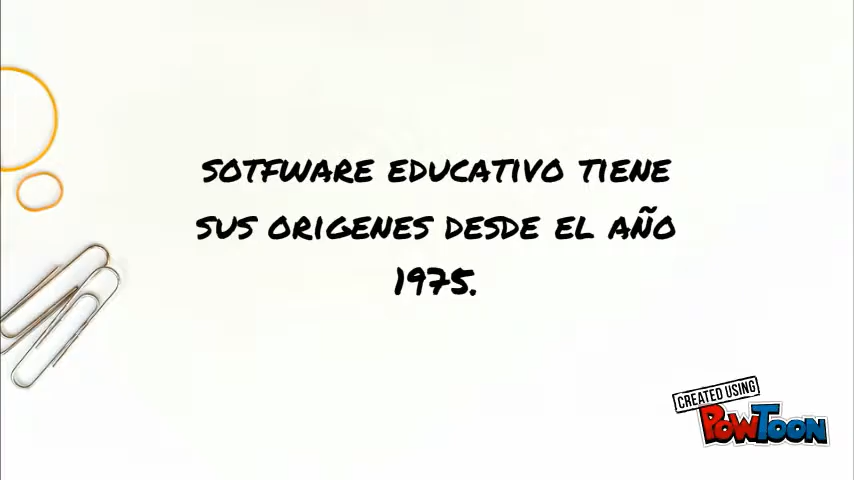 SOTFWARE EDUCATIVO TIENE
SUS ORIGENES DESDE EL AÑO
1975.
CREATED USING
POWTOON